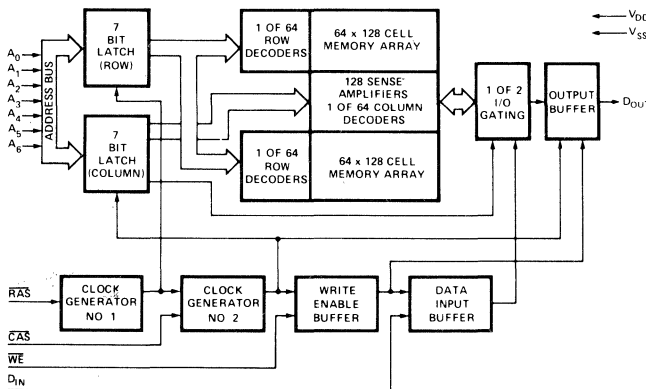 A0
A1
A2
A3
A4
A5
A6
ADDRESS BUS
7
BIT
LATCH
(ROW)
7
BIT
LATCH
(COLUMN)
1 OF 64
ROW
DECODERS
64 x 128 CELL
MEMORY ARRAY
128 SENSE
AMPLIFIERS
1 OF 64 COLUMN
DECODERS
1 OF 64
ROW
DECODERS
64 x 128 CELL
MEMORY ARRAY
1 OF 2
I/O
GATING
OUTPUT
BUFFER
VDD
VSS
DOUT
RAS
CAS
WE
DIN
CLOCK
GENERATOR
NO 1
CLOCK
GENERATOR
NO 2
WRITE
ENABLE
BUFFER
DATA
INPUT
BUFFER